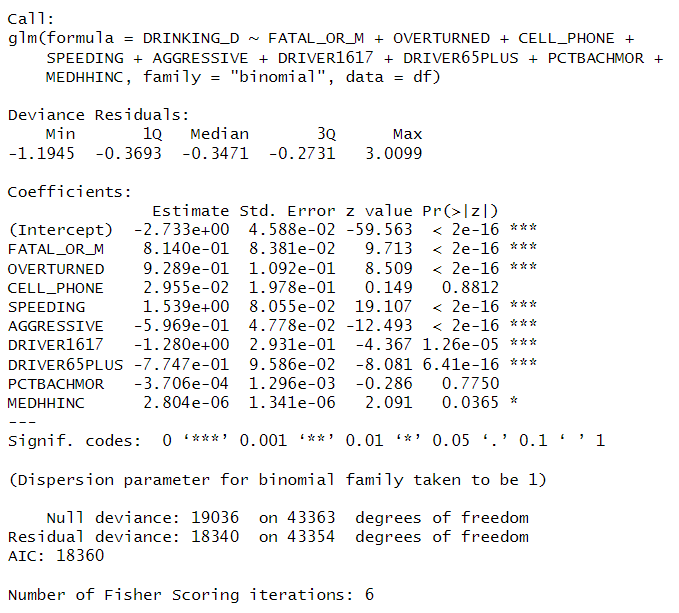 Call:
glm(formula = DRINKING_D ~ FATAL_OR_M + OVERTURNED + CELL_PHONE +
    SPEEDING + AGGRESSIVE + DRIVER1617 + DRIVER65PLUS + PCTBACHMOR +
    MEDHHINC, family = "binomial", data = df)
Deviance Residuals:
    Min      1Q  Median      3Q     Max
-1.1945 -0.3693 -0.3471 -0.2731  3.0099
Coefficients:
               Estimate Std. Error z value Pr(>|z|)
(Intercept)  -2.733e+00  4.588e-02 -59.563  < 2e-16 ***
FATAL_OR_M    8.140e-01  8.381e-02   9.713  < 2e-16 ***
OVERTURNED    9.289e-01  1.092e-01   8.509  < 2e-16 ***
CELL_PHONE    2.955e-02  1.978e-01   0.149   0.8812
SPEEDING      1.539e+00  8.055e-02  19.107  < 2e-16 ***
AGGRESSIVE   -5.969e-01  4.778e-02 -12.493  < 2e-16 ***
DRIVER1617   -1.280e+00  2.931e-01  -4.367 1.26e-05 ***
DRIVER65PLUS -7.747e-01  9.586e-02  -8.081 6.41e-16 ***
PCTBACHMOR   -3.706e-04  1.296e-03  -0.286   0.7750
MEDHHINC      2.804e-06  1.341e-06   2.091   0.0365 *
---
Signif. codes:  0 ‘***’ 0.001 ‘**’ 0.01 ‘*’ 0.05 ‘.’ 0.1 ‘ ’ 1
(Dispersion parameter for binomial family taken to be 1)
    Null deviance: 19036  on 43363  degrees of freedom
Residual deviance: 18340  on 43354  degrees of freedom
AIC: 18360
Number of Fisher Scoring iterations: 6